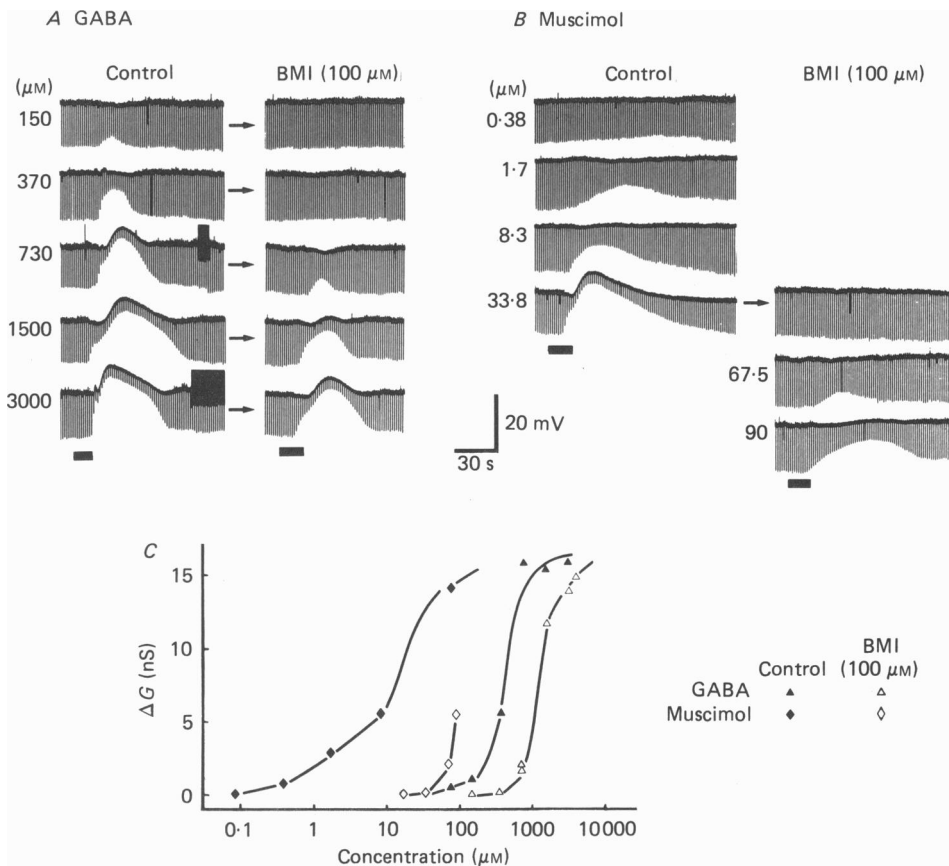 A GABA
Control
BMI (100 μM)
(μM)
150
370
730
1500
3000
B Muscimol
Control
BMI (100 μM)
(μM)
0·38
1·7
8·3
33·8
67·5
90
20 mV
30 s
C
15
10
5
0
ΔG (nS)
0·1 1 10 100 1000 10000
Concentration (μM)
BMI
Control (100 μM)
GABA ▲ △
Muscimol ◆ ◇